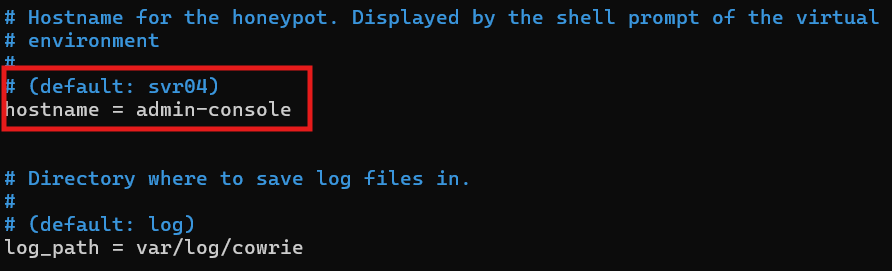 # Hostname for the honeypot. Displayed by the shell prompt of the virtual
# environment
#
# (default: svr04)
hostname = admin-console
# Directory where to save log files in.
#
# (default: log)
log_path = var/log/cowrie